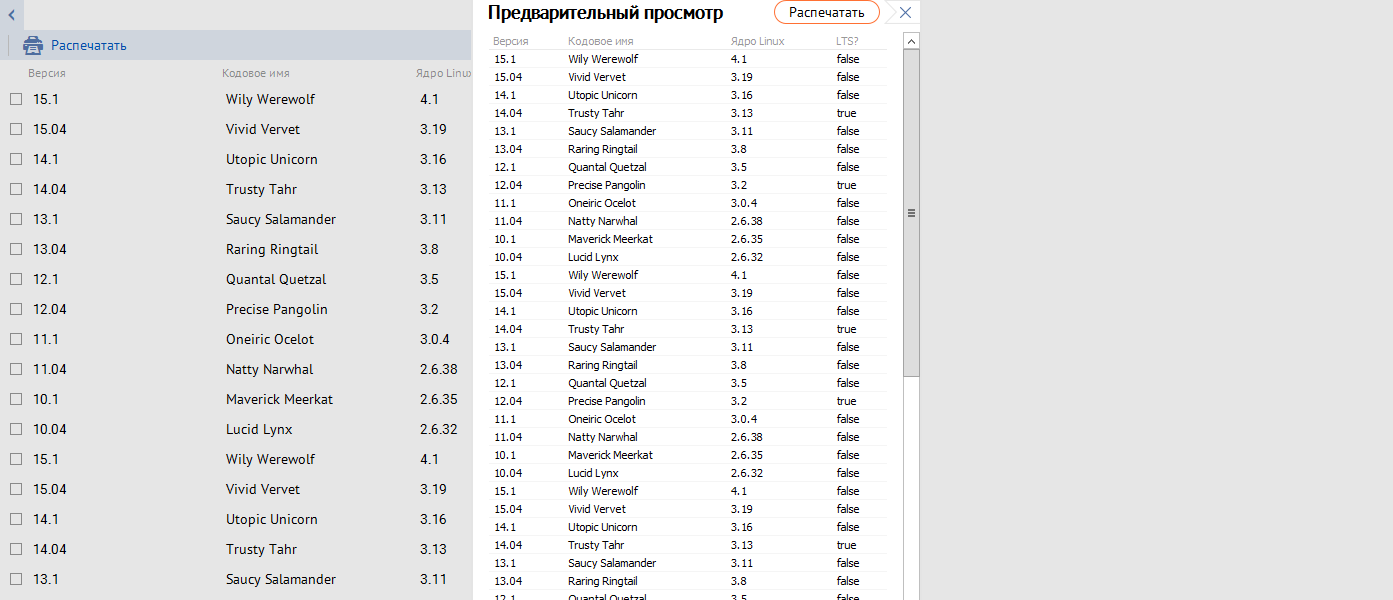 Распечатать
Версия Кодовое имя Ядро Linu
15.1 Wily Werewolf 4.1
15.04 Vivid Vervet 3.19
14.1 Utopic Unicorn 3.16
14.04 Trusty Tahr 3.13
13.1 Saucy Salamander 3.11
13.04 Raring Ringtail 3.8
12.1 Quantal Quetzal 3.5
12.04 Precise Pangolin 3.2
11.1 Oneiric Ocelot 3.0.4
11.04 Natty Narwhal 2.6.38
10.1 Maverick Meerkat 2.6.35
10.04 Lucid Lynx 2.6.32
15.1 Wily Werewolf 4.1
15.04 Vivid Vervet 3.19
14.1 Utopic Unicorn 3.16
14.04 Trusty Tahr 3.13
13.1 Saucy Salamander 3.11
Предварительный просмотр Распечатать
Версия Кодовое имя Ядро Linux LTS?
15.1 Wily Werewolf 4.1 false
15.04 Vivid Vervet 3.19 false
14.1 Utopic Unicorn 3.16 false
14.04 Trusty Tahr 3.13 true
13.1 Saucy Salamander 3.11 false
13.04 Raring Ringtail 3.8 false
12.1 Quantal Quetzal 3.5 false
12.04 Precise Pangolin 3.2 true
11.1 Oneiric Ocelot 3.0.4 false
11.04 Natty Narwhal 2.6.38 false
10.1 Maverick Meerkat 2.6.35 false
10.04 Lucid Lynx 2.6.32 false
15.1 Wily Werewolf 4.1 false
15.04 Vivid Vervet 3.19 false
14.1 Utopic Unicorn 3.16 false
14.04 Trusty Tahr 3.13 true
13.1 Saucy Salamander 3.11 false
13.04 Raring Ringtail 3.8 false
12.1 Quantal Quetzal 3.5 false
12.04 Precise Pangolin 3.2 true
11.1 Oneiric Ocelot 3.0.4 false
11.04 Natty Narwhal 2.6.38 false
10.1 Maverick Meerkat 2.6.35 false
10.04 Lucid Lynx 2.6.32 false
15.1 Wily Werewolf 4.1 false
15.04 Vivid Vervet 3.19 false
14.1 Utopic Unicorn 3.16 false
14.04 Trusty Tahr 3.13 true
13.1 Saucy Salamander 3.11 false
13.04 Raring Ringtail 3.8 false
12.1 Quantal Quetzal 3.5 false